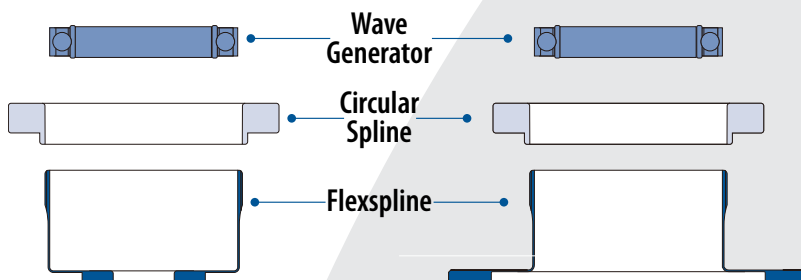 Wave
Generator
Circular
Spline
Flexspline